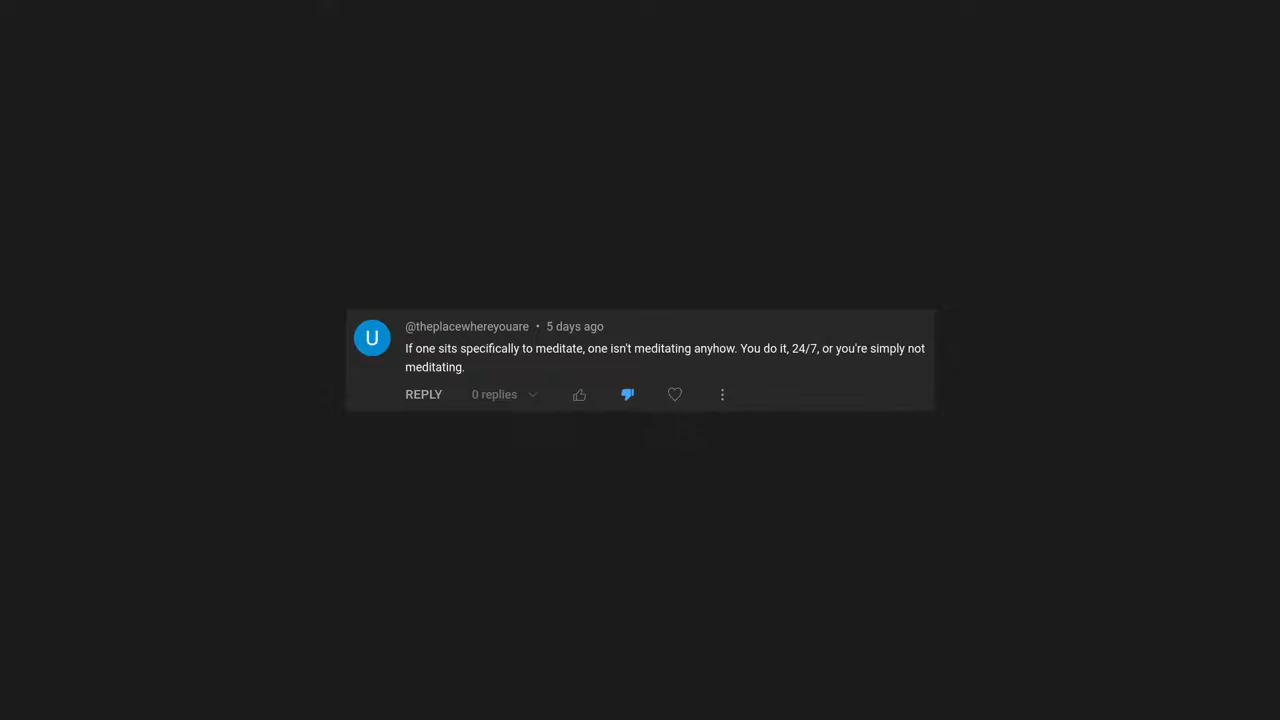 U
@theplacewhereyouare • 5 days ago
If one sits specifically to meditate, one isn't meditating anyhow. You do it, 24/7, or you're simply not
meditating.
REPLY 0 replies